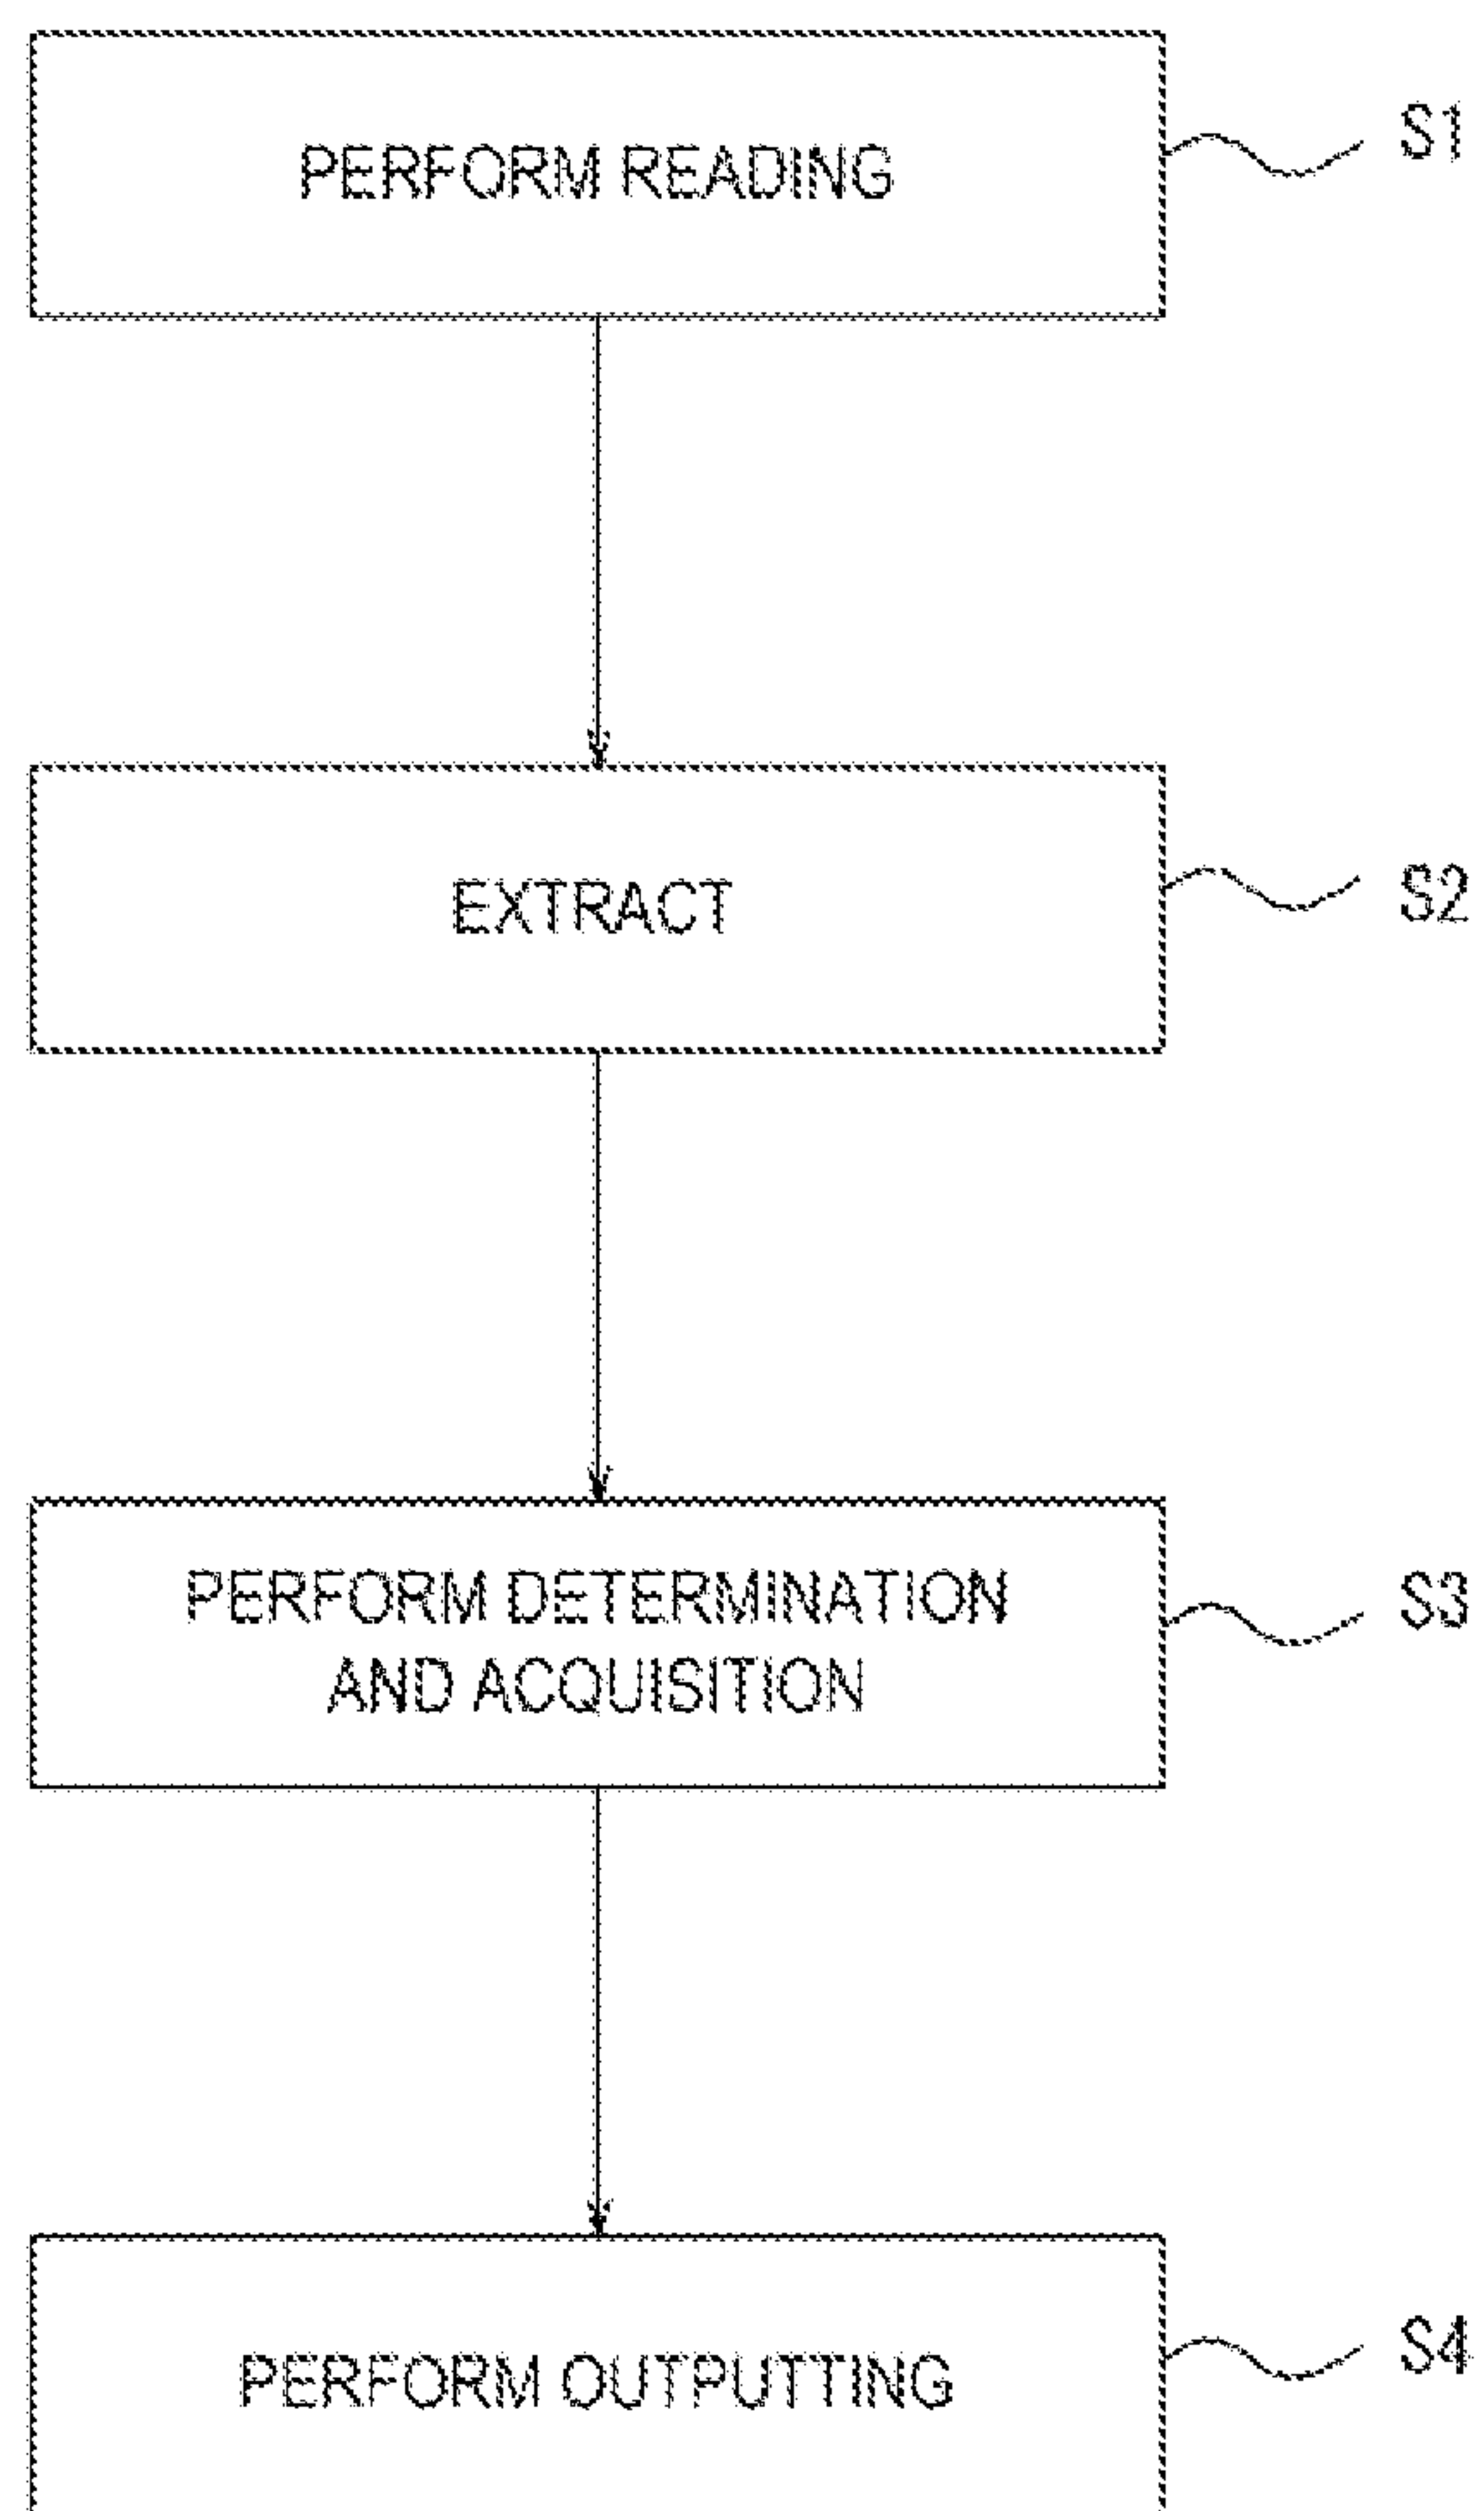 PERFORM READING
S1
EXTRACT
S2
PERFORM DETERMINATION
AND ACQUISITION
S3
PERFORM OUTPUTTING
S4